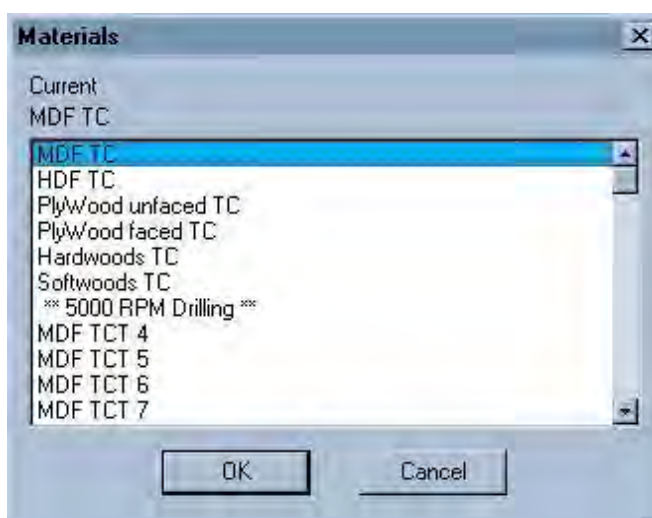 Materials
Current
MDF TC
MDF TC
HDF TC
PlyWood unfaced TC
PlyWood faced TC
Hardwoods TC
Softwoods TC
** 5000 RPM Drilling **
MDF TCT 4
MDF TCT 5
MDF TCT 6
MDF TCT 7
OK Cancel